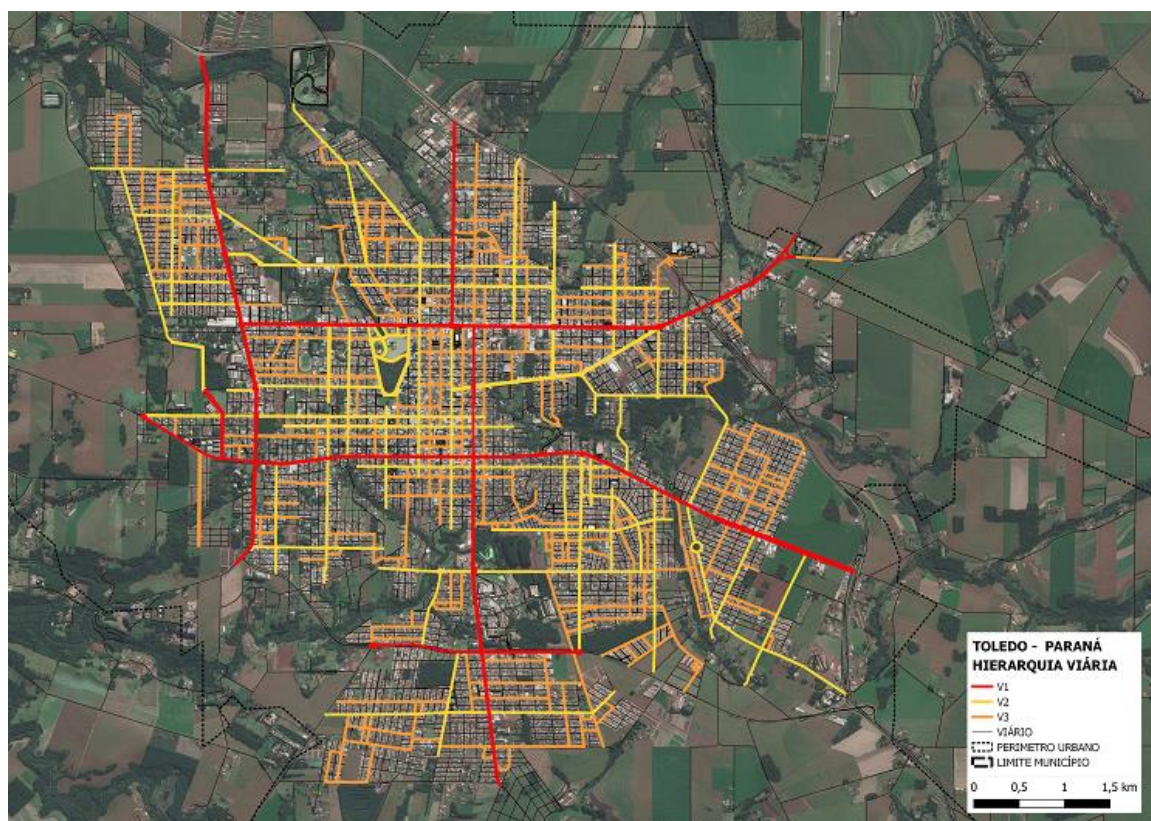 TOLEDO - PARANÁ
HIERARQUIA VIÁRIA
V1
V2
V3
VIÁRIO
PERIMETRO URBANO
LIMITE MUNICÍPIO
0 0,5 1 1,5 km